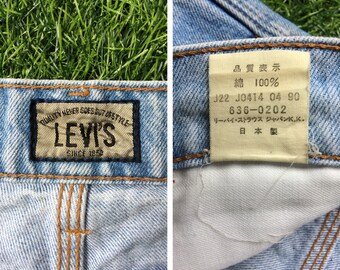 QUALITY NEVER GOES OUT OF STYLE
LEVI'S
SINCE 1850
品質表示
綿 100%
J22 J0414 04 90
636-0202
リーバイ・ストラウス ジャパンK.K.
日本製